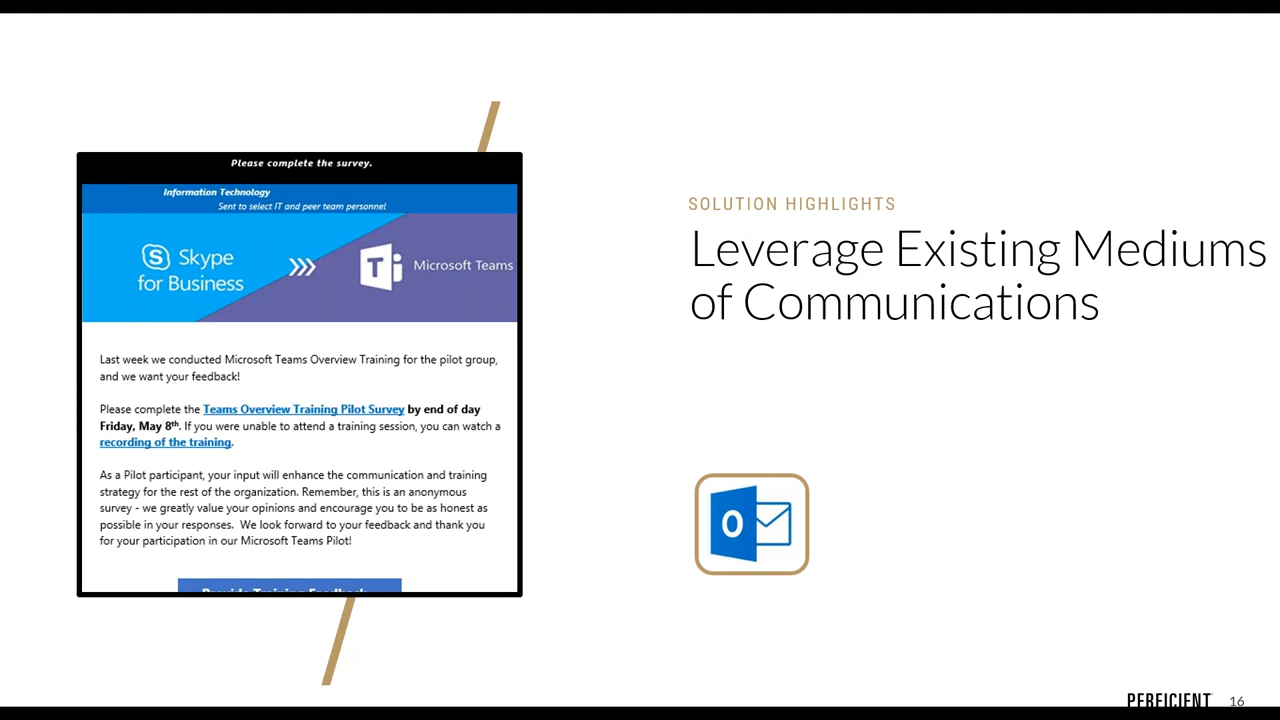 Please complete the survey.
Information Technology
Sent to select IT and peer team personnel
Skype
for Business
Microsoft Teams
Last week we conducted Microsoft Teams Overview Training for the pilot group,
and we want your feedback!
Please complete the Teams Overview Training Pilot Survey by end of day
Friday, May 8th. If you were unable to attend a training session, you can watch a
recording of the training.
As a Pilot participant, your input will enhance the communication and training
strategy for the rest of the organization. Remember, this is an anonymous
survey - we greatly value your opinions and encourage you to be as honest as
possible in your responses.  We look forward to your feedback and thank you
for your participation in our Microsoft Teams Pilot!
Provide Training Feedback
SOLUTION HIGHLIGHTS
Leverage Existing Mediums
of Communications
PERFICIENT
16